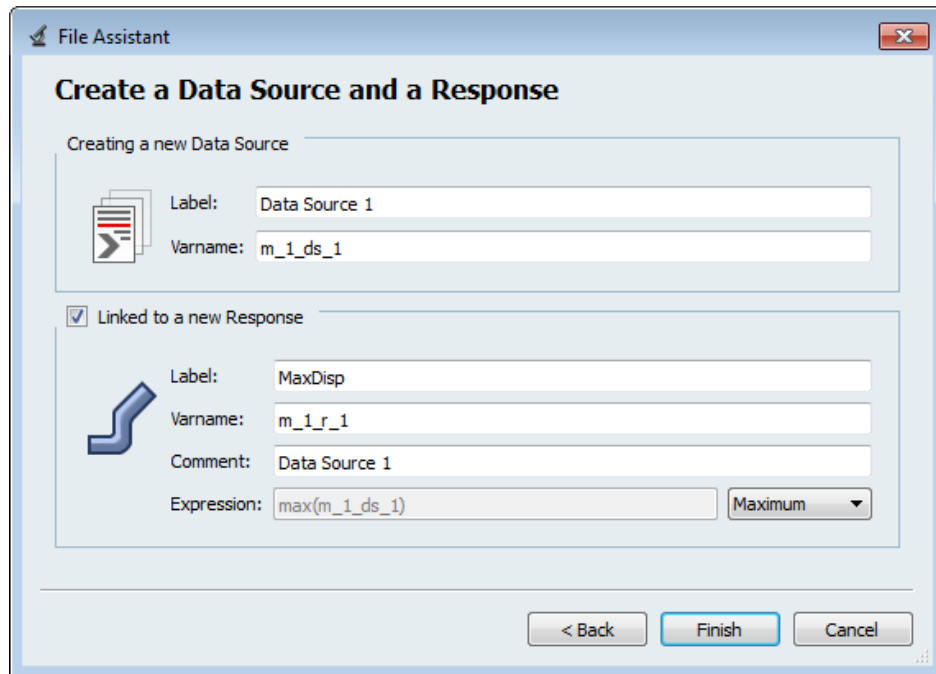 File Assistant
Create a Data Source and a Response
Creating a new Data Source
Label: Data Source 1
Varname: m_1_ds_1
Linked to a new Response
Label: MaxDisp
Varname: m_1_r_1
Comment: Data Source 1
Expression: max(m_1_ds_1) Maximum
< Back Finish Cancel